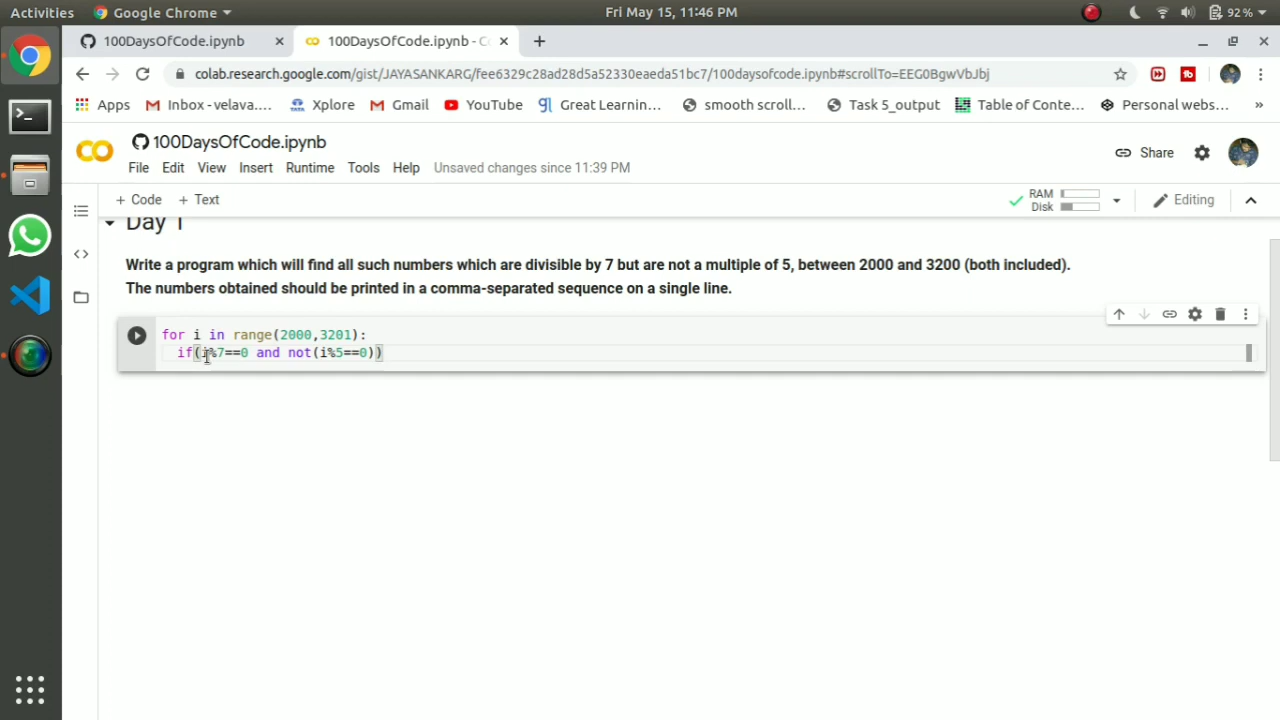 Activities Google Chrome Fri May 15, 11:46 PM 92%
100DaysOfCode.ipynb 100DaysOfCode.ipynb - Co
colab.research.google.com/gist/JAYASANKARG/fee6329c28ad28d5a52330eaeda51bc7/100daysofcode.ipynb#scrollTo=EEG0BgwVbJbj
Apps Inbox - velava.... Xplore Gmail YouTube Great Learnin... smooth scroll... Task 5_output Table of Conte... Personal webs... »
100DaysOfCode.ipynb
Share
File Edit View Insert Runtime Tools Help Unsaved changes since 11:39 PM
+ Code + Text RAM Disk Editing
Day 1
Write a program which will find all such numbers which are divisible by 7 but are not a multiple of 5, between 2000 and 3200 (both included).
The numbers obtained should be printed in a comma-separated sequence on a single line.
for i in range(2000,3201):
if(i%7==0 and not(i%5==0))